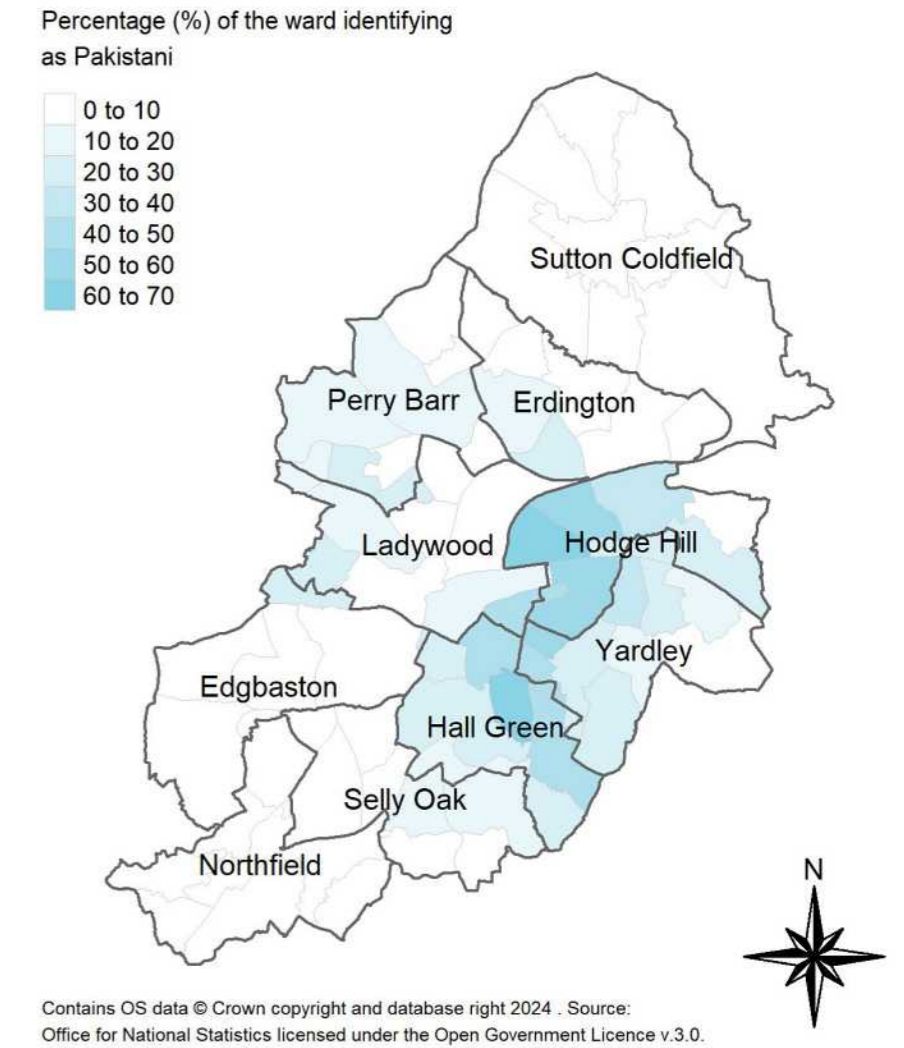 Percentage (%) of the ward identifying
as Pakistani
0 to 10
10 to 20
20 to 30
30 to 40
40 to 50
50 to 60
60 to 70
Sutton Coldfield
Perry Barr
Erdington
Ladywood
Hodge Hill
Yardley
Edgbaston
Hall Green
Selly Oak
Northfield
N
Contains OS data © Crown copyright and database right 2024 . Source:
Office for National Statistics licensed under the Open Government Licence v.3.0.